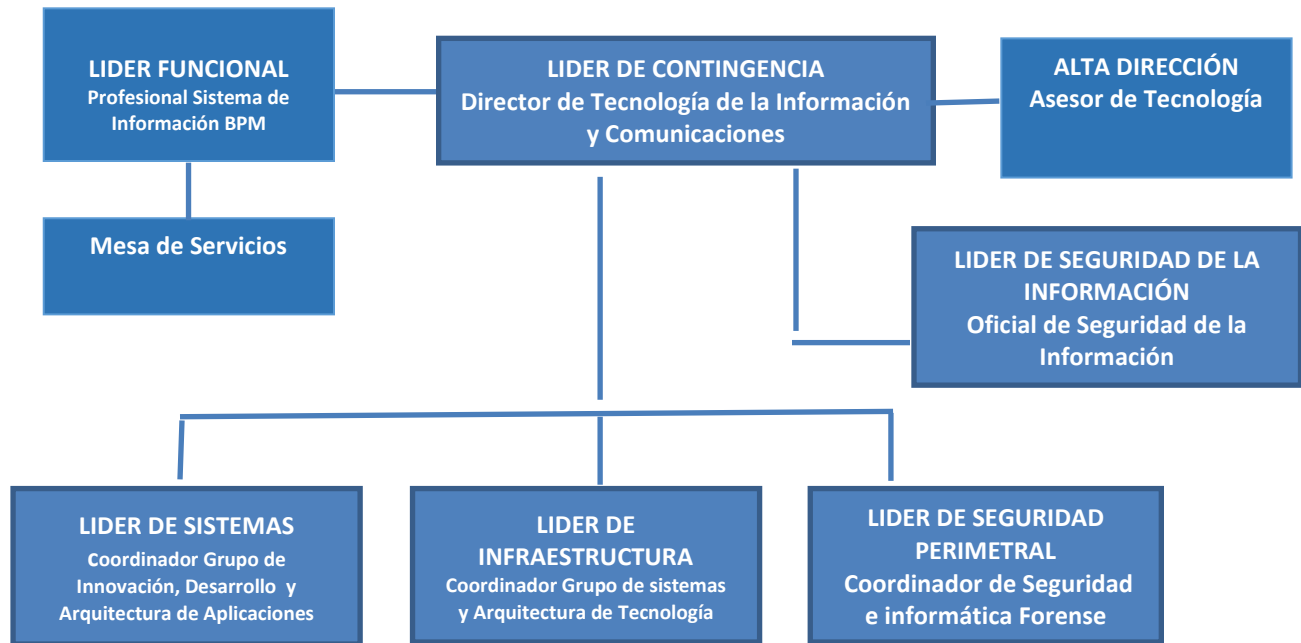 LIDER FUNCIONAL
Profesional Sistema de
Información BPM
LIDER DE CONTINGENCIA
Director de Tecnología de la Información
y Comunicaciones
ALTA DIRECCIÓN
Asesor de Tecnología
Mesa de Servicios
LIDER DE SEGURIDAD DE LA
INFORMACIÓN
Oficial de Seguridad de la
Información
LIDER DE SISTEMAS
Coordinador Grupo de
Innovación, Desarrollo y
Arquitectura de Aplicaciones
LIDER DE
INFRAESTRUCTURA
Coordinador Grupo de sistemas
y Arquitectura de Tecnología
LIDER DE SEGURIDAD
PERIMETRAL
Coordinador de Seguridad
e informática Forense